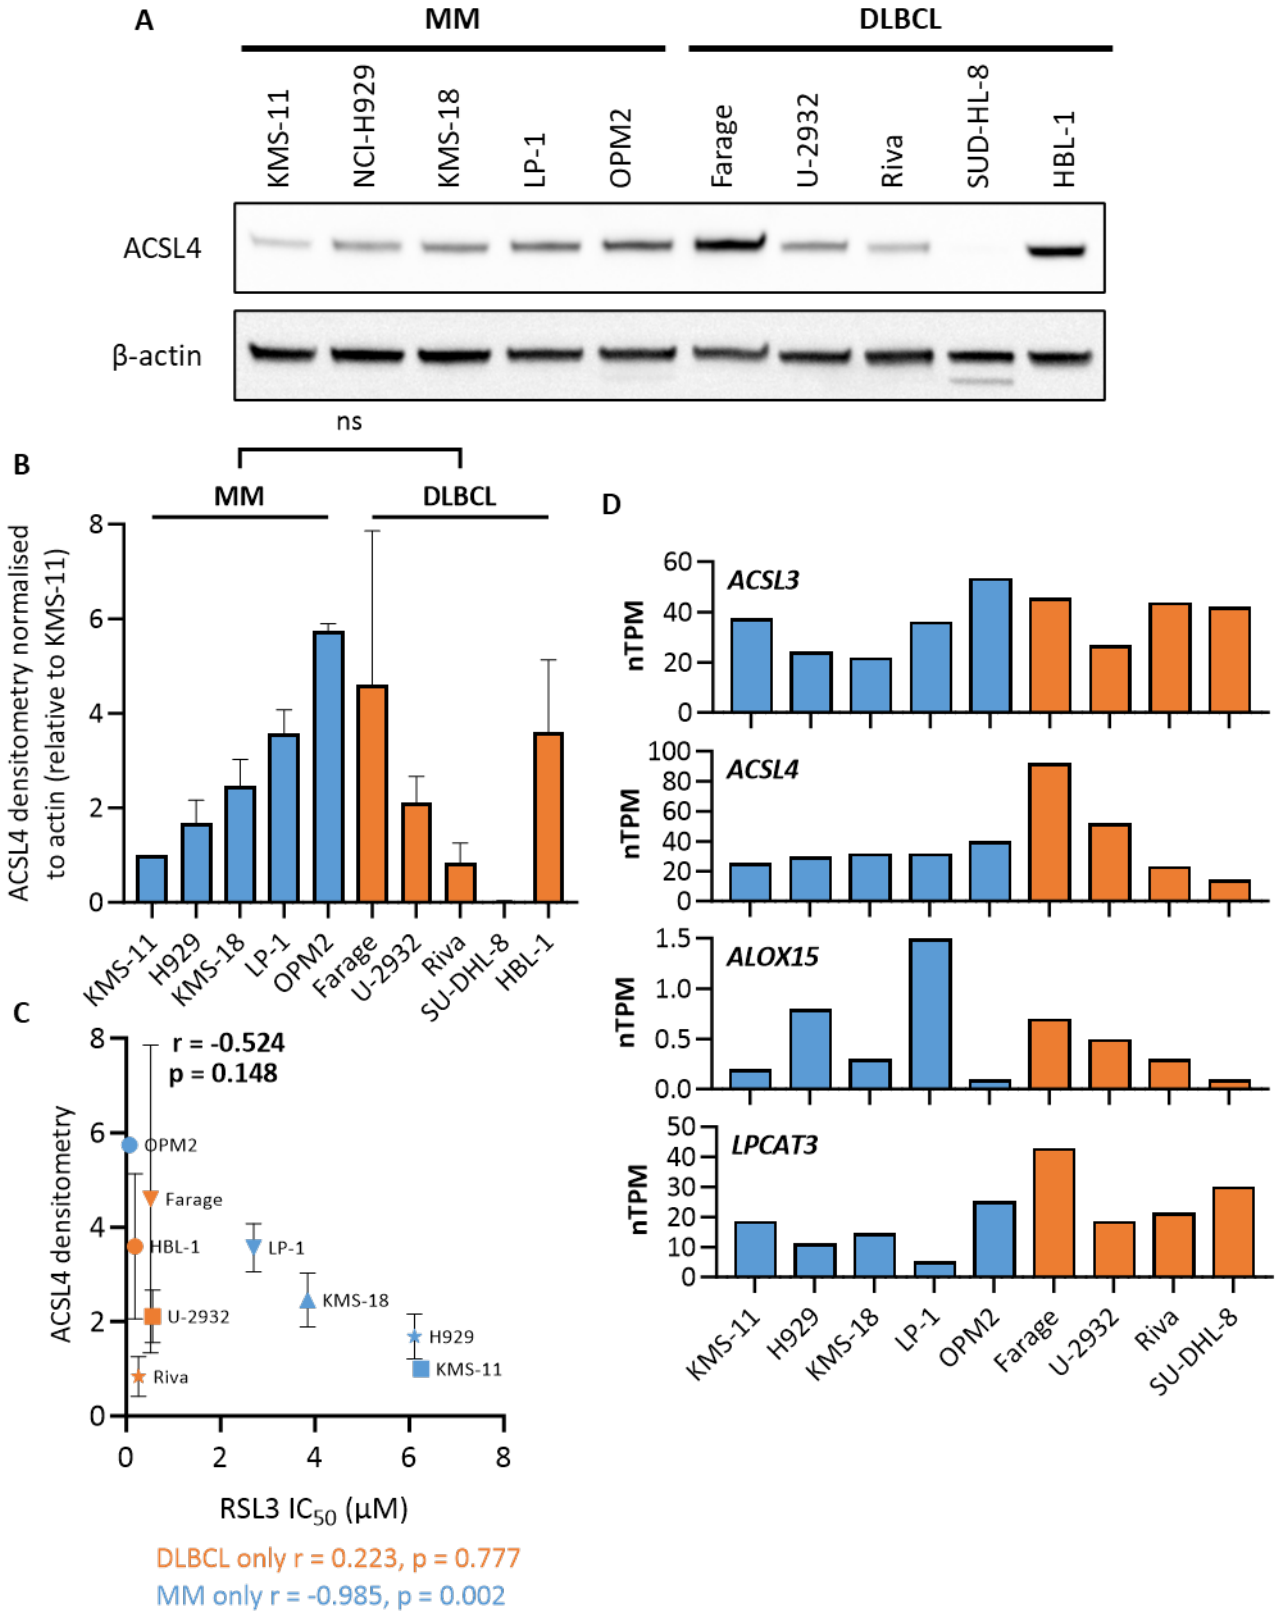 A
MM
DLBCL
KMS-11
NCI-H929
KMS-18
LP-1
OPM2
Farage
U-2932
Riva
SUD-HL-8
HBL-1
ACSL4
β-actin
ns
B
MM
DLBCL
ACSL4 densitometry normalised
to actin (relative to KMS-11)
8
6
4
2
0
KMS-11
H929
KMS-18
LP-1
OPM2
Farage
U-2932
Riva
SU-DHL-8
HBL-1
C
r = -0.524
p = 0.148
ACSL4 densitometry
8
6
4
2
0
OPM2
Farage
HBL-1
LP-1
KMS-18
U-2932
H929
KMS-11
Riva
0 2 4 6 8
RSL3 IC50 (μM)
DLBCL only r = 0.223, p = 0.777
MM only r = -0.985, p = 0.002
D
nTPM
60
40
20
0
ACSL3
nTPM
100
80
60
40
20
0
ACSL4
nTPM
1.5
1.0
0.5
0.0
ALOX15
nTPM
50
40
30
20
10
0
LPCAT3
KMS-11
H929
KMS-18
LP-1
OPM2
Farage
U-2932
Riva
SU-DHL-8